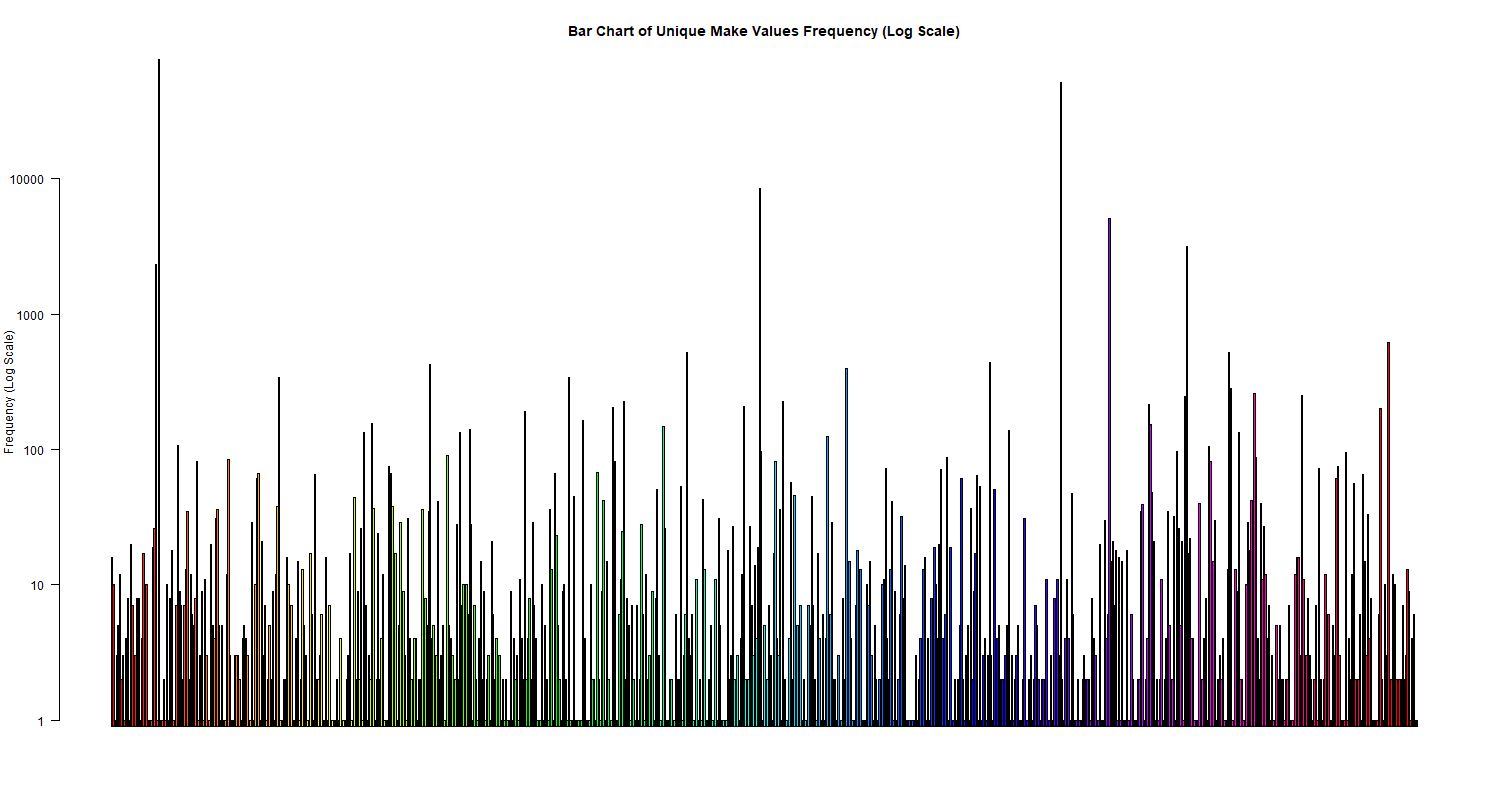 Bar Chart of Unique Make Values Frequency (Log Scale)
10000
1000
100
10
1
Frequency (Log Scale)